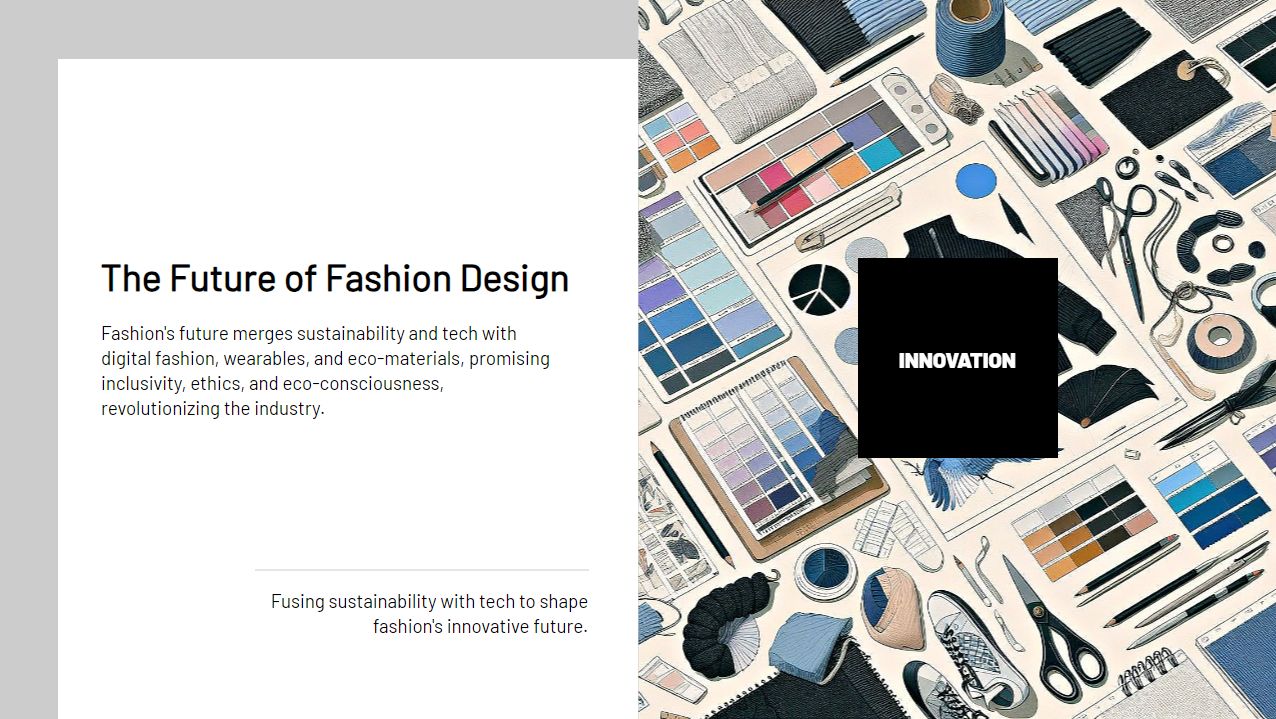 The Future of Fashion Design
Fashion's future merges sustainability and tech with
digital fashion, wearables, and eco-materials, promising
inclusivity, ethics, and eco-consciousness,
revolutionizing the industry.
INNOVATION
Fusing sustainability with tech to shape
fashion's innovative future.